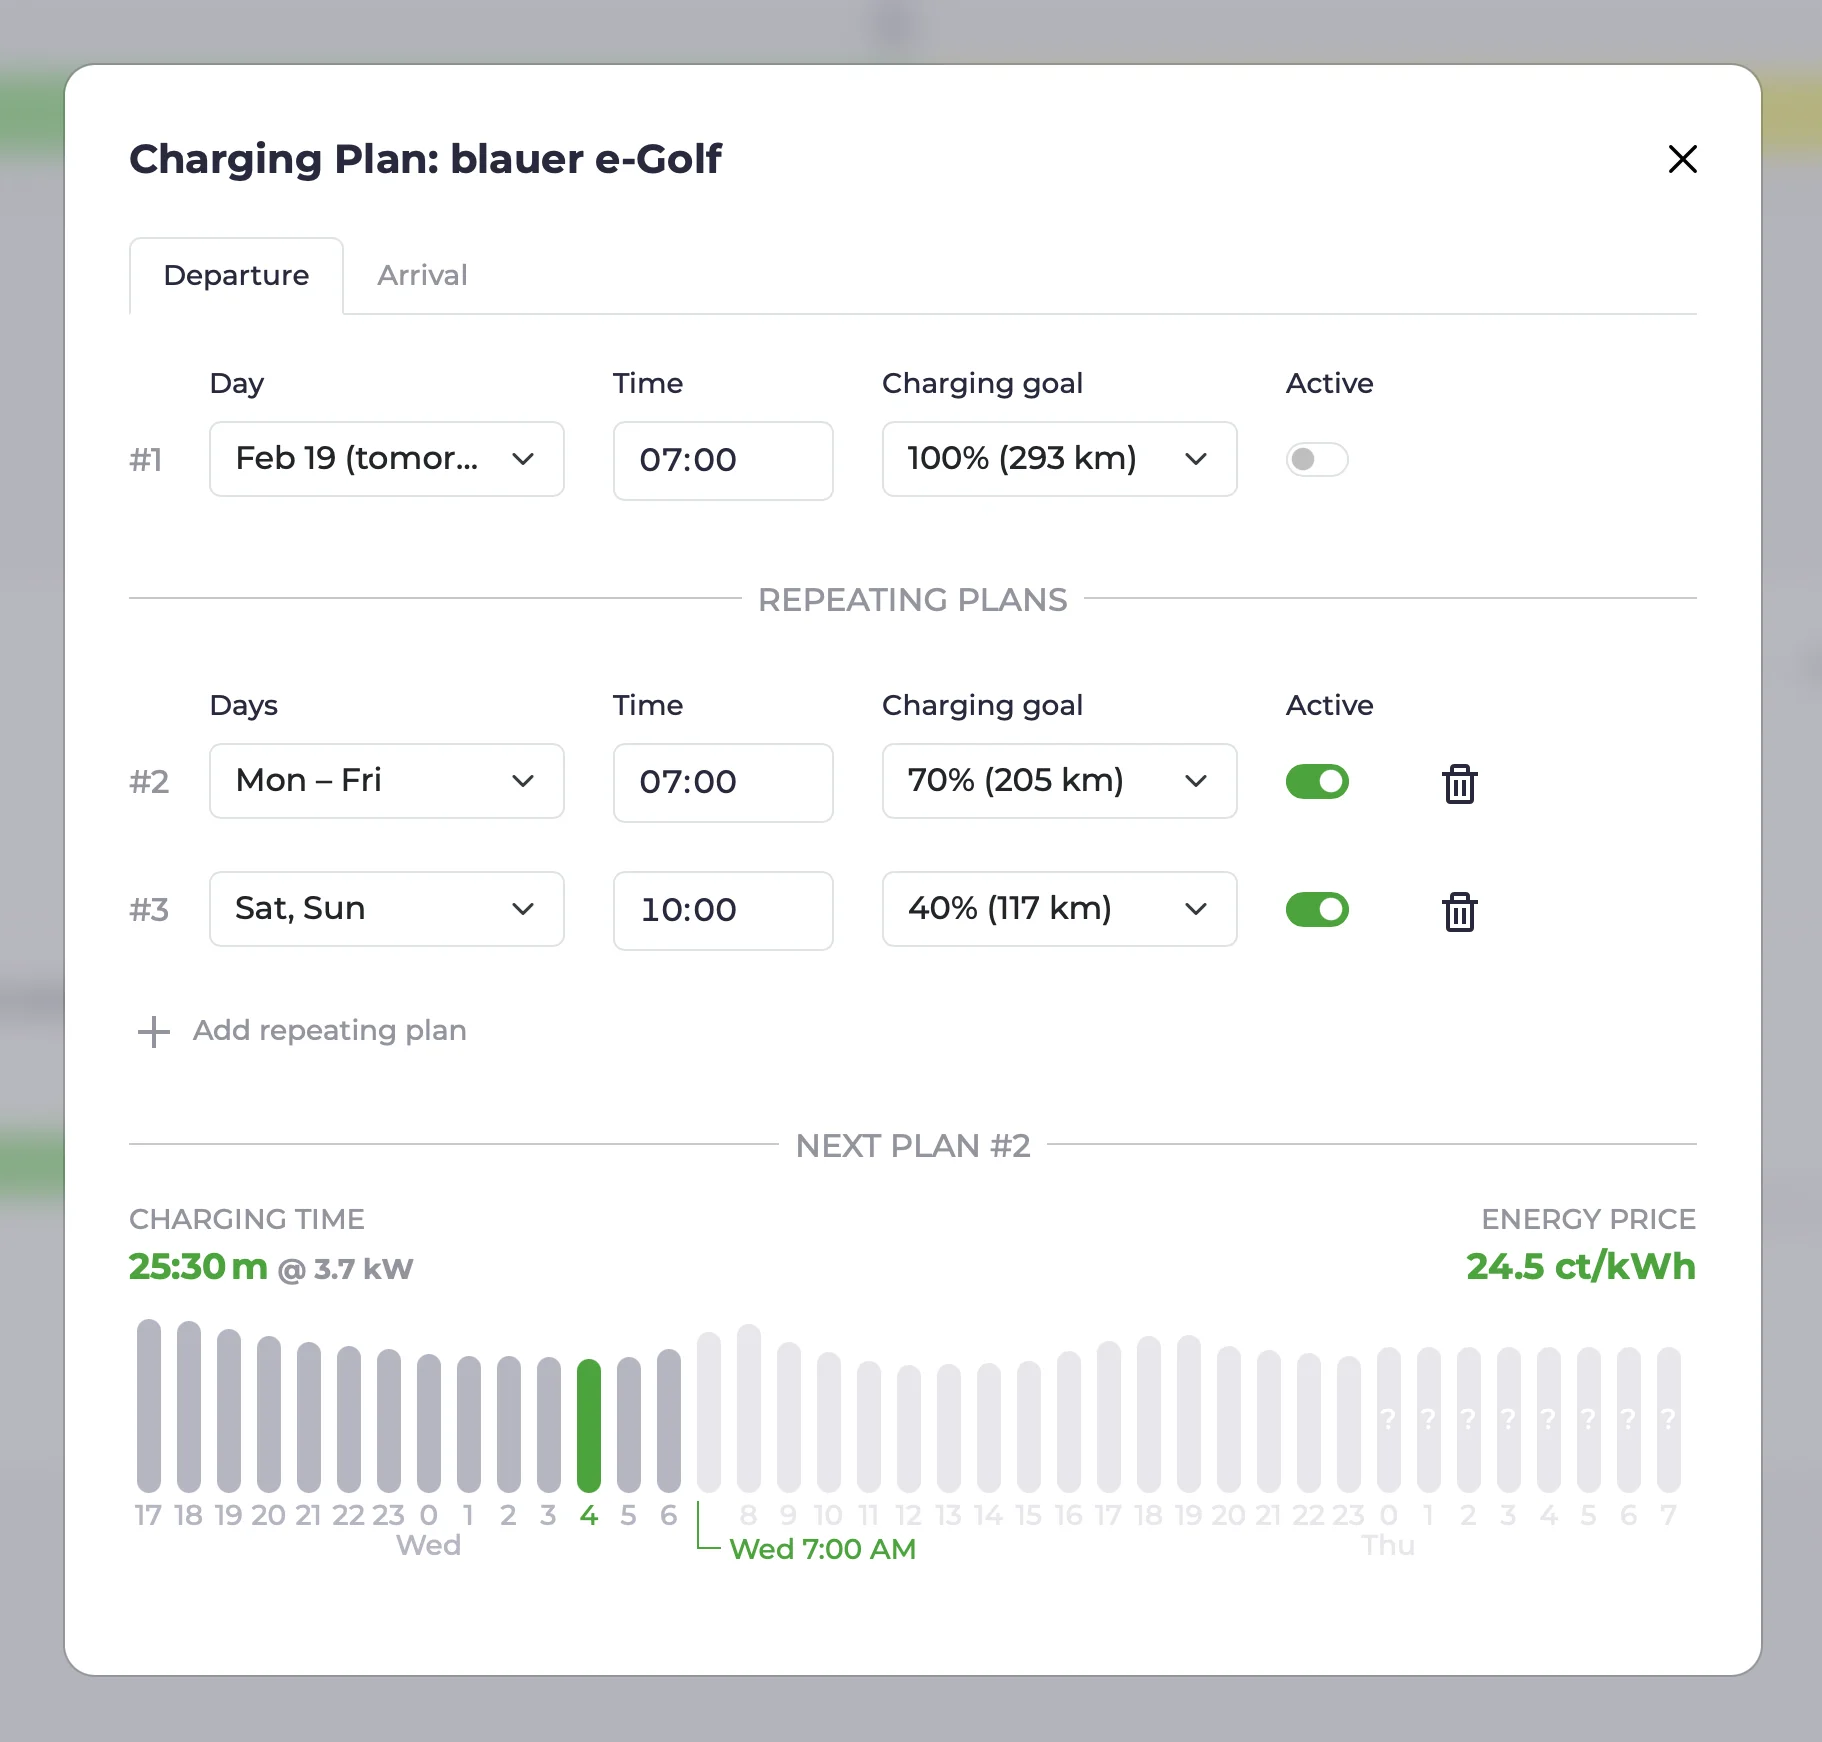 Charging Plan: blauer e-Golf
Departure Arrival
Day Time Charging goal Active
#1 Feb 19 (tomor... 07:00 100% (293 km)
REPEATING PLANS
Days Time Charging goal Active
#2 Mon – Fri 07:00 70% (205 km)
#3 Sat, Sun 10:00 40% (117 km)
Add repeating plan
NEXT PLAN #2
CHARGING TIME ENERGY PRICE
25:30 m @ 3.7 kW 24.5 ct/kWh
? ? ? ? ? ? ? ?
17 18 19 20 21 22 23 0 1 2 3 4 5 6 8 9 10 11 12 13 14 15 16 17 18 19 20 21 22 23 0 1 2 3 4 5 6 7
Wed Wed 7:00 AM Thu